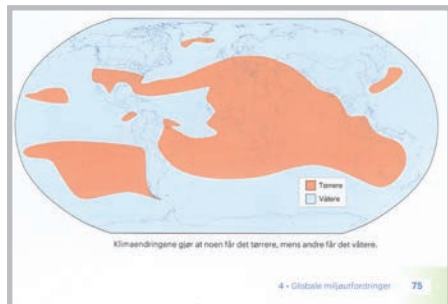 Tørrere
Våtere
Klimaendringene gjør at noen får det tørrere, mens andre får det våtere.
4 • Globale miljøutfordringer 75